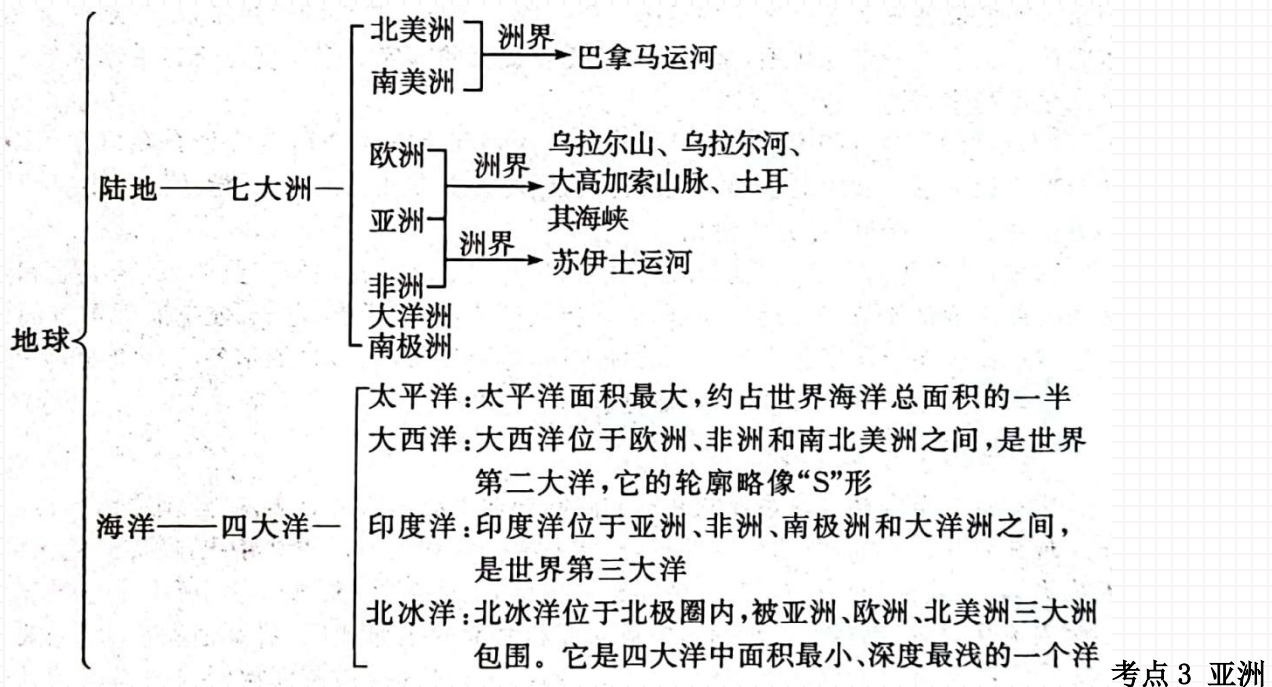 北美洲
洲界
巴拿马运河
南美洲
欧洲
洲界
乌拉尔山、乌拉尔河、
大高加索山脉、土耳
其海峡
陆地——七大洲—
亚洲
洲界
苏伊士运河
非洲
大洋洲
南极洲
地球
太平洋:太平洋面积最大,约占世界海洋总面积的一半
大西洋:大西洋位于欧洲、非洲和南北美洲之间,是世界
第二大洋,它的轮廓略像“S”形
海洋——四大洋—
印度洋:印度洋位于亚洲、非洲、南极洲和大洋洲之间,
是世界第三大洋
北冰洋:北冰洋位于北极圈内,被亚洲、欧洲、北美洲三大洲
包围。它是四大洋中面积最小、深度最浅的一个洋
考点 3 亚洲